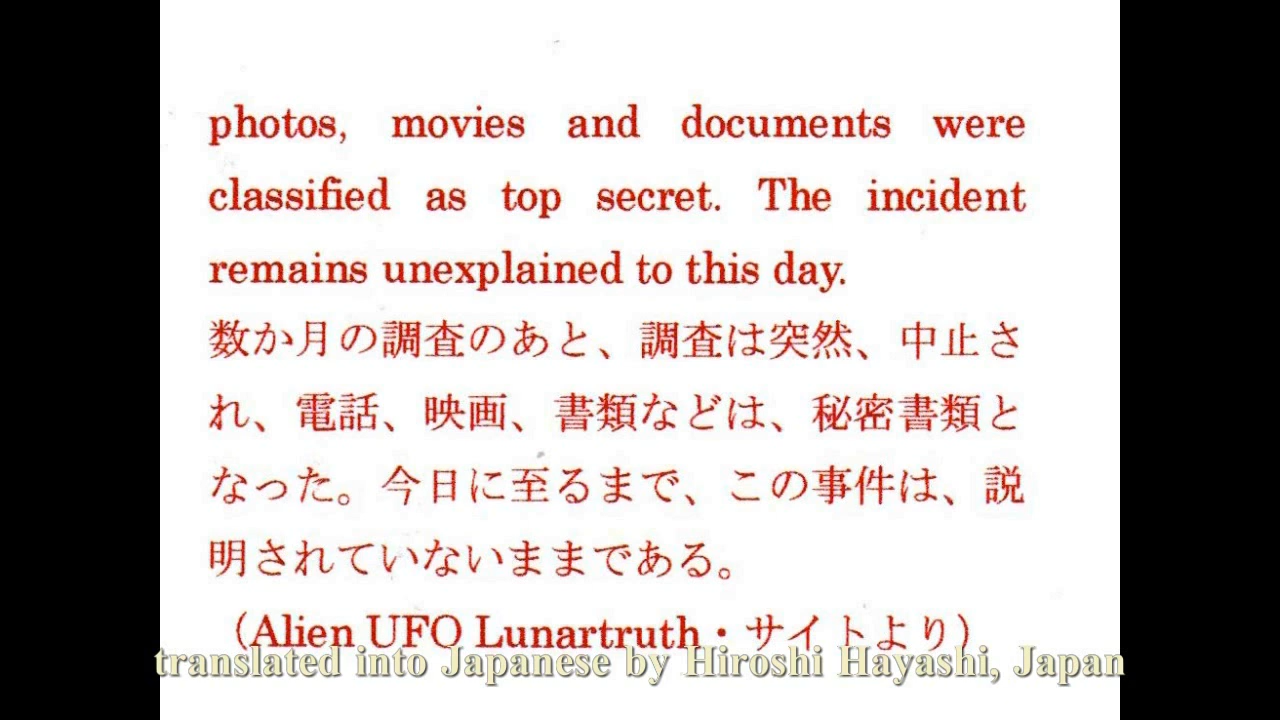 photos, movies and documents were
classified as top secret. The incident
remains unexplained to this day.
数か月の調査のあと、調査は突然、中止さ
れ、電話、映画、書類などは、秘密書類と
なった。今日に至るまで、この事件は、説
明されていないままである。
（Alien UFO Lunartruth・サイトより）
translated into Japanese by Hiroshi Hayashi, Japan